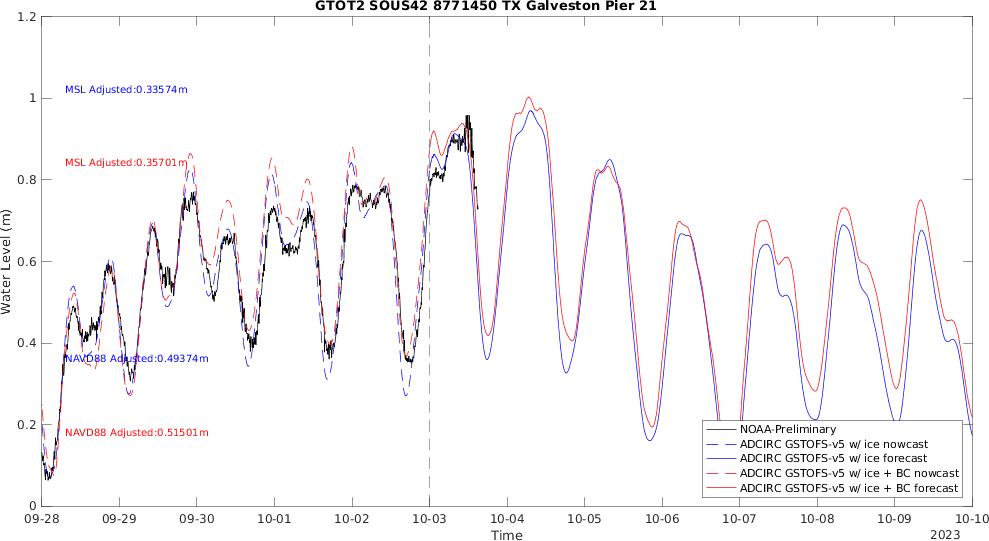 GTOT2 SOUS42 8771450 TX Galveston Pier 21
1.2
1
0.8
0.6
0.4
0.2
0
Water Level (m)
MSL Adjusted:0.33574m
MSL Adjusted:0.35701m
NAVD88 Adjusted:0.49374m
NAVD88 Adjusted:0.51501m
NOAA-Preliminary
ADCIRC GSTOFS-v5 w/ ice nowcast
ADCIRC GSTOFS-v5 w/ ice forecast
ADCIRC GSTOFS-v5 w/ ice + BC nowcast
ADCIRC GSTOFS-v5 w/ ice + BC forecast
09-28 09-29 09-30 10-01 10-02 10-03 10-04 10-05 10-06 10-07 10-08 10-09 10-10
Time
2023